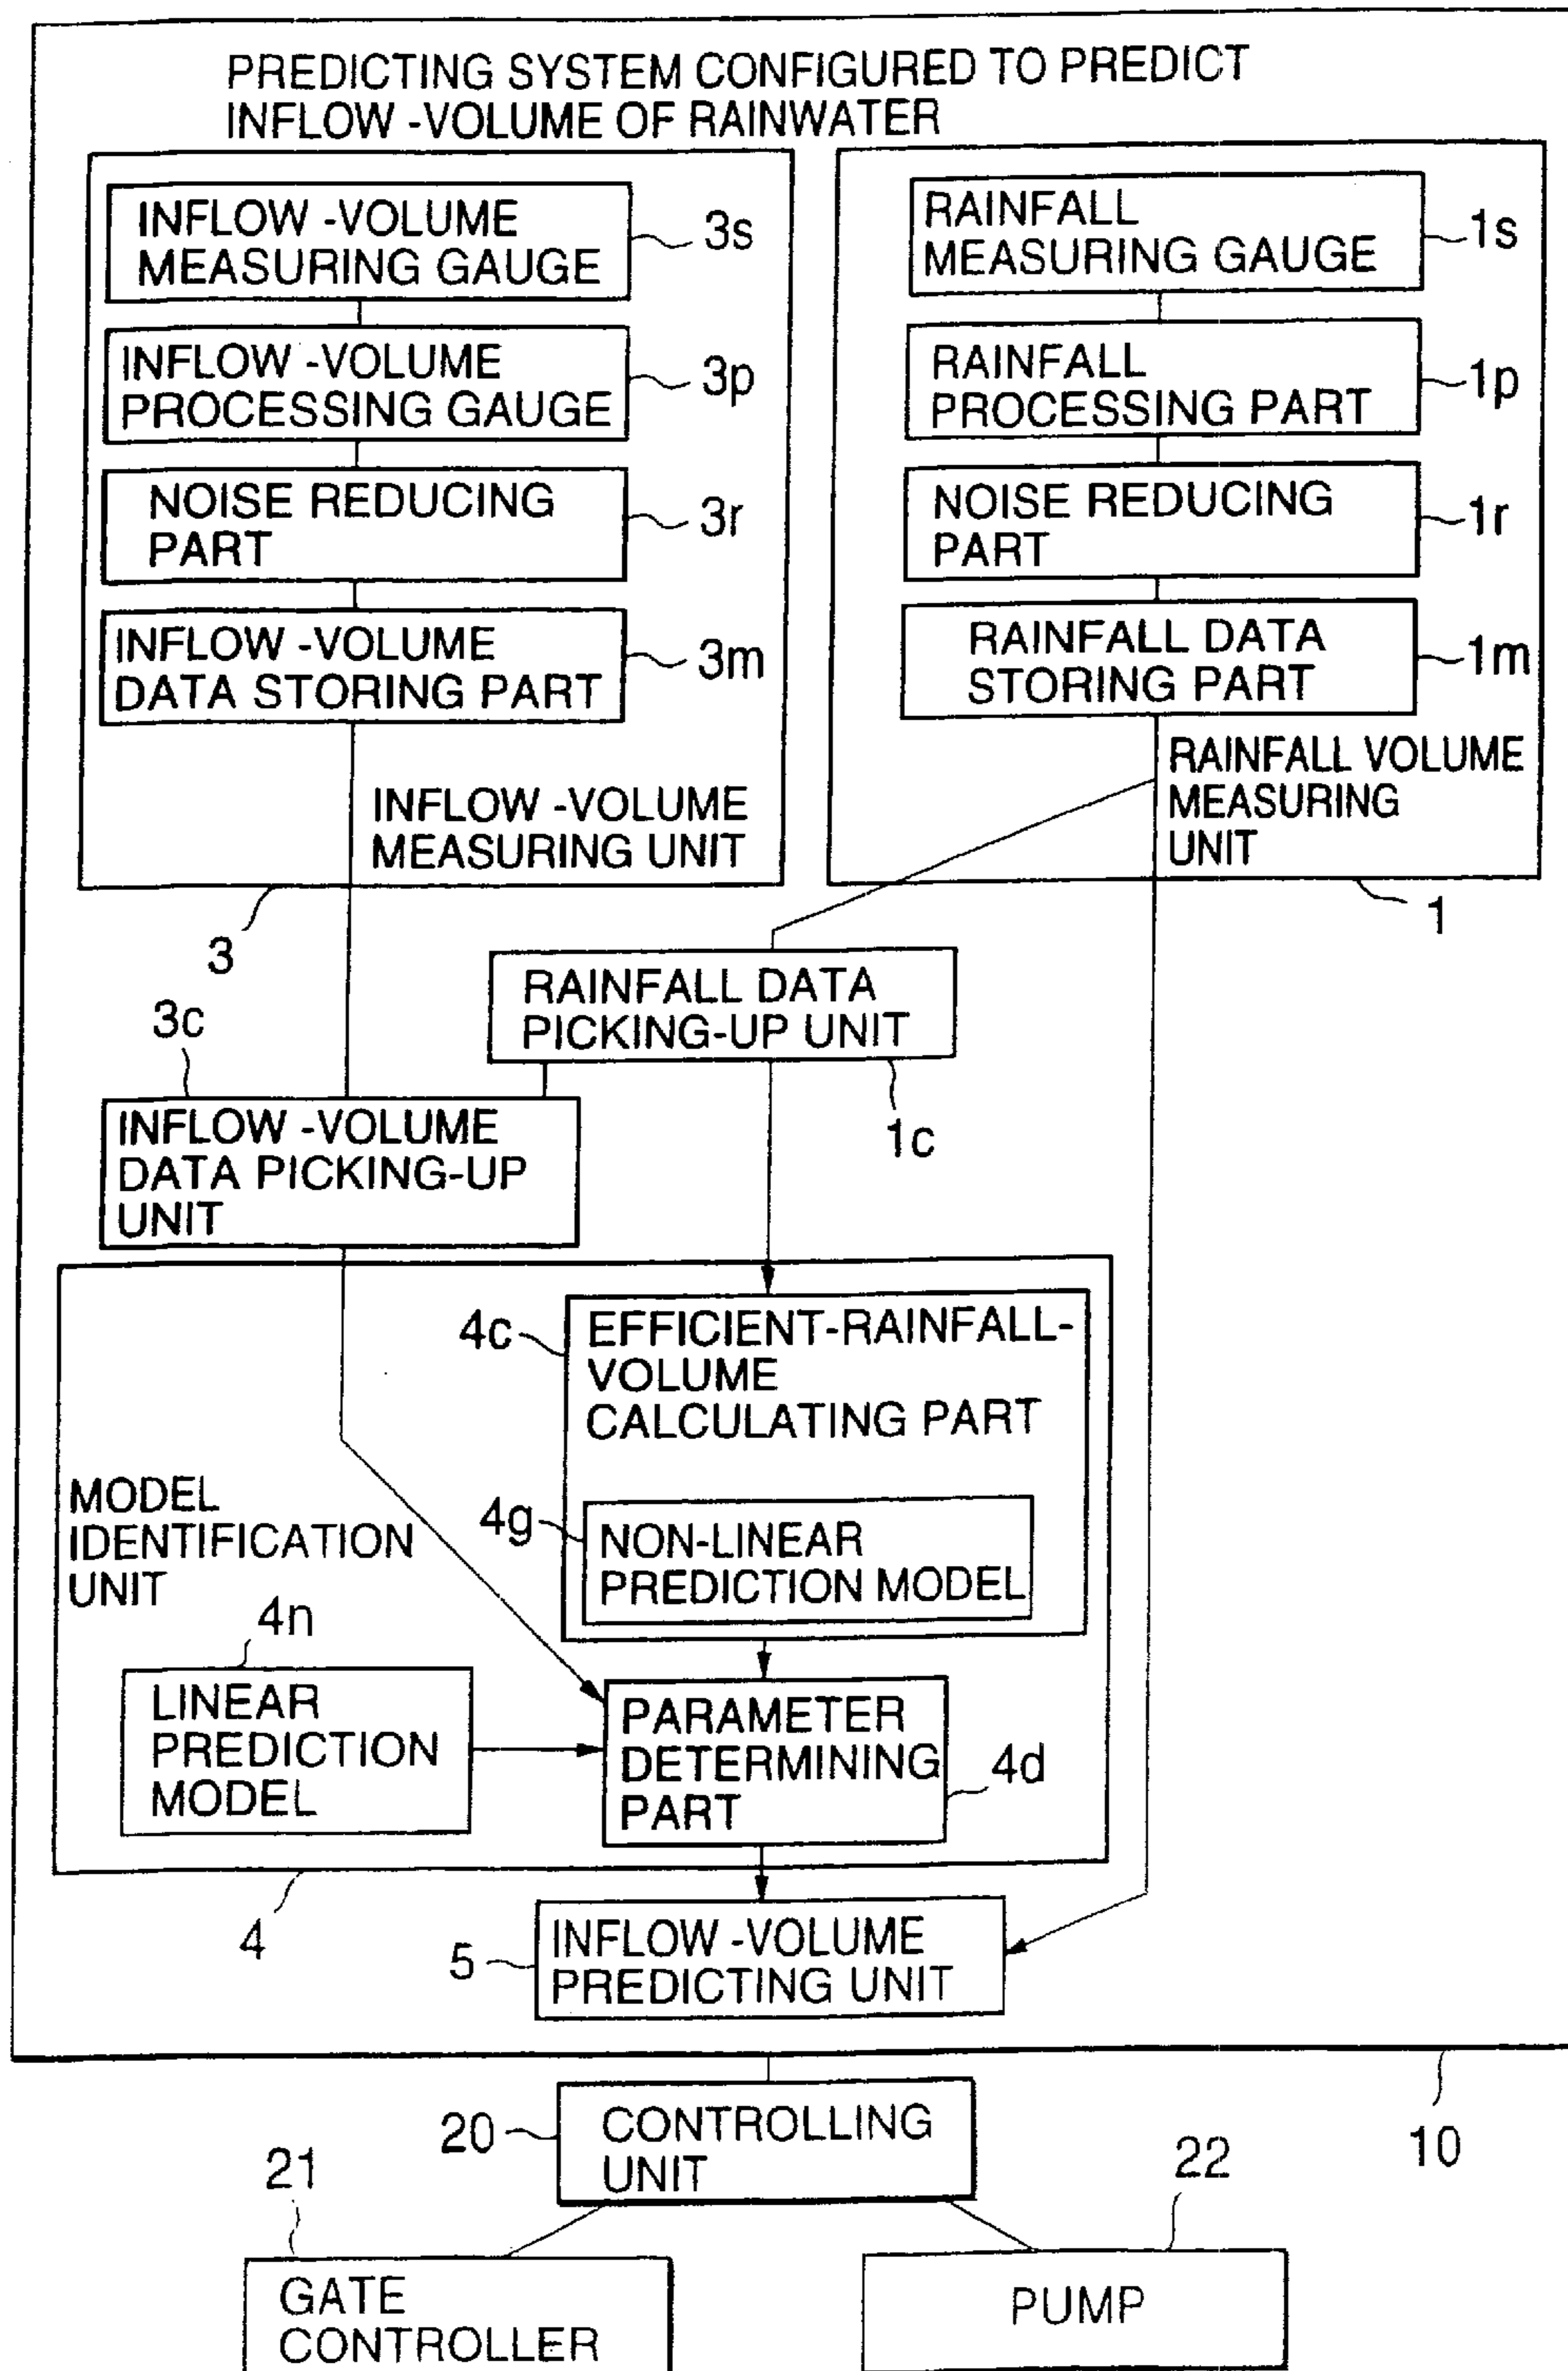 PREDICTING SYSTEM CONFIGURED TO PREDICT
INFLOW -VOLUME OF RAINWATER
INFLOW -VOLUME
MEASURING GAUGE
3s
INFLOW -VOLUME
PROCESSING GAUGE
3p
NOISE REDUCING
PART
3r
INFLOW -VOLUME
DATA STORING PART
3m
INFLOW -VOLUME
MEASURING UNIT
3
RAINFALL
MEASURING GAUGE
1s
RAINFALL
PROCESSING PART
1p
NOISE REDUCING
PART
1r
RAINFALL DATA
STORING PART
1m
RAINFALL VOLUME
MEASURING
UNIT
1
RAINFALL DATA
PICKING-UP UNIT
1c
3c
INFLOW -VOLUME
DATA PICKING-UP
UNIT
4c
EFFICIENT-RAINFALL-
VOLUME
CALCULATING PART
4g
NON-LINEAR
PREDICTION MODEL
MODEL
IDENTIFICATION
UNIT
4n
LINEAR
PREDICTION
MODEL
PARAMETER
DETERMINING
PART
4d
4
5
INFLOW -VOLUME
PREDICTING UNIT
10
20
CONTROLLING
UNIT
21
GATE
CONTROLLER
22
PUMP